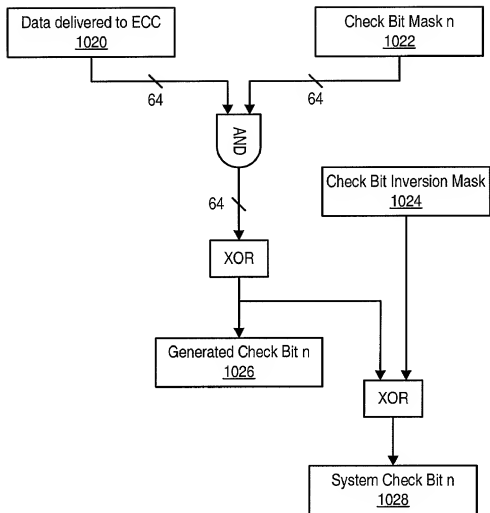 Data delivered to ECC
1020
Check Bit Mask n
1022
64
64
AND
64
Check Bit Inversion Mask
1024
XOR
Generated Check Bit n
1026
XOR
System Check Bit n
1028